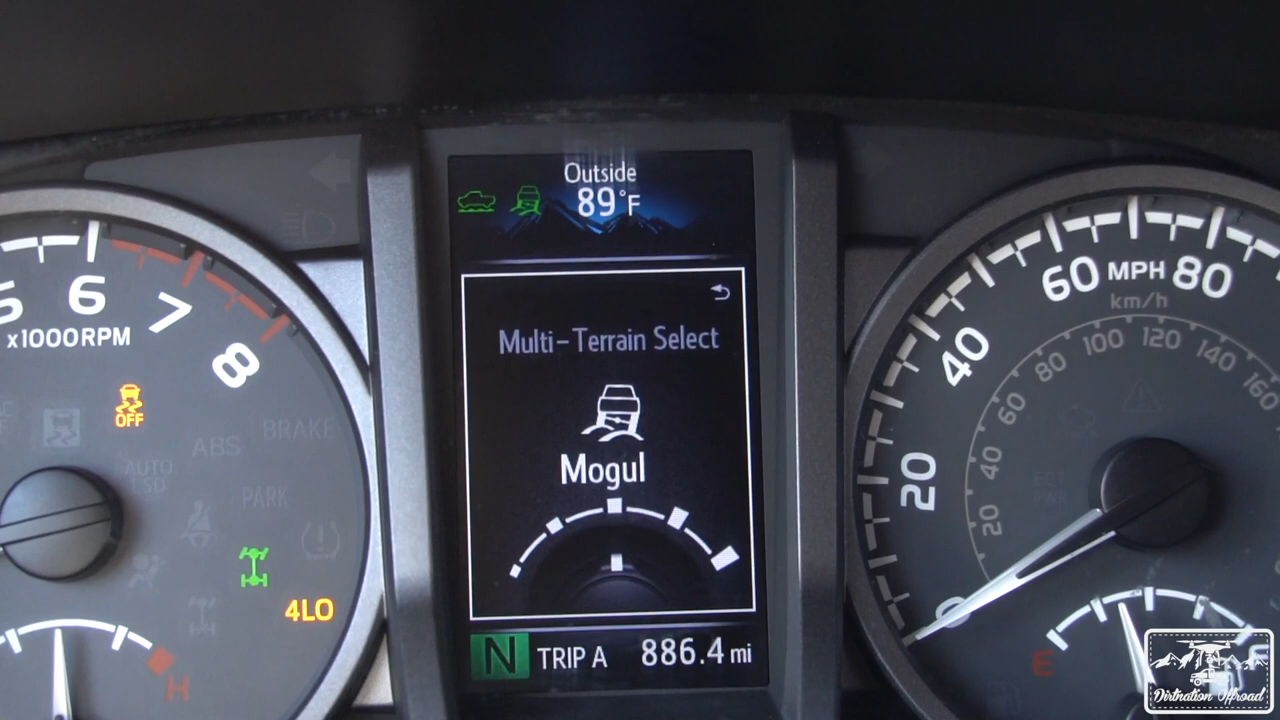 Outside
89°F
Multi-Terrain Select
Mogul
N TRIP A 886.4 mi
5 6 7 8
x1000RPM
OFF
ABS
BRAKE
AUTO
LSD
PARK
4LO
H
0 20 40 60 MPH 80
km/h
20 40 60 80 100 120 140 160
E F
Dirtnation Offroad